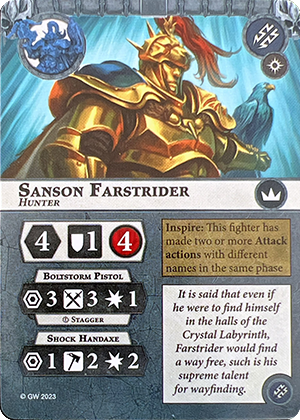 SANSON FARSTRIDER
HUNTER
4 1 4
BOLTSTORM PISTOL
3 3 1
STAGGER
SHOCK HANDAXE
1 2 2
Inspire: This fighter has
made two or more Attack
actions with different
names in the same phase
It is said that even if
he were to find himself
in the halls of the
Crystal Labyrinth,
Farstrider would find
a way free, such is
his supreme talent
for wayfinding.
© GW 2023